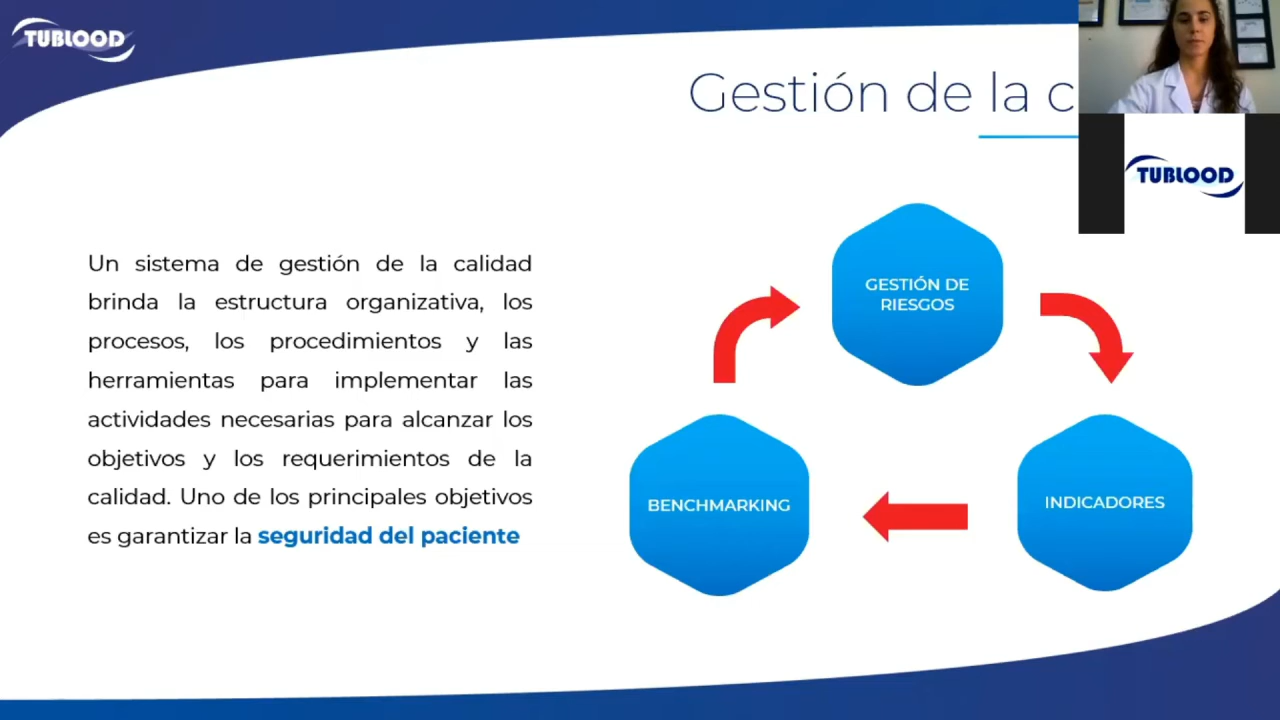 TUBLOOD
Gestión de la c
TUBLOOD
Un sistema de gestión de la calidad
brinda la estructura organizativa, los
procesos, los procedimientos y las
herramientas para implementar las
actividades necesarias para alcanzar los
objetivos y los requerimientos de la
calidad. Uno de los principales objetivos
es garantizar la seguridad del paciente
GESTIÓN DE
RIESGOS
BENCHMARKING
INDICADORES